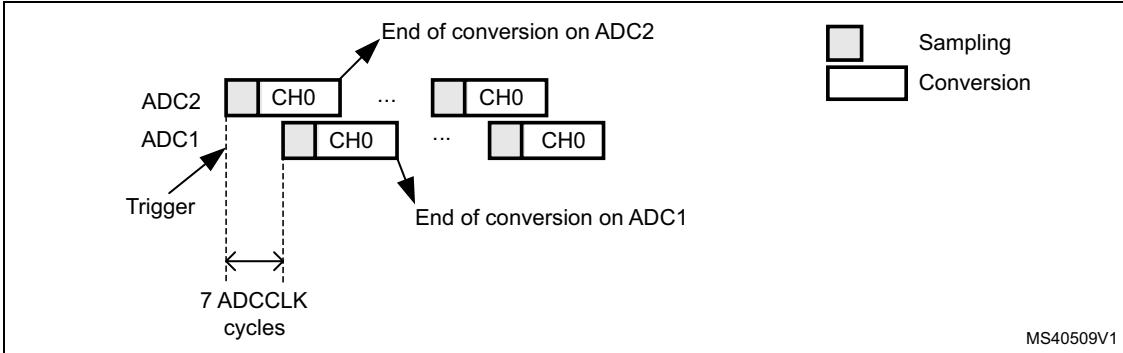 End of conversion on ADC2
Sampling
Conversion
ADC2
CH0
...
CH0
ADC1
CH0
...
CH0
Trigger
End of conversion on ADC1
7 ADCCLK
cycles
MS40509V1